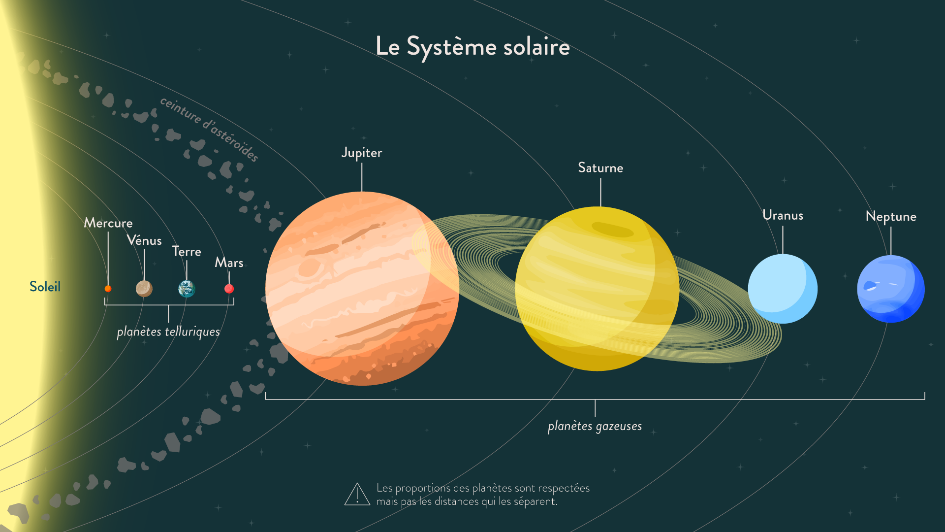 Le Système solaire
ceinture d'astéroïdes
Jupiter
Saturne
Uranus
Neptune
Mercure
Vénus
Terre
Mars
Soleil
planètes telluriques
planètes gazeuses
Les proportions des planètes sont respectées
mais pas les distances qui les séparent.